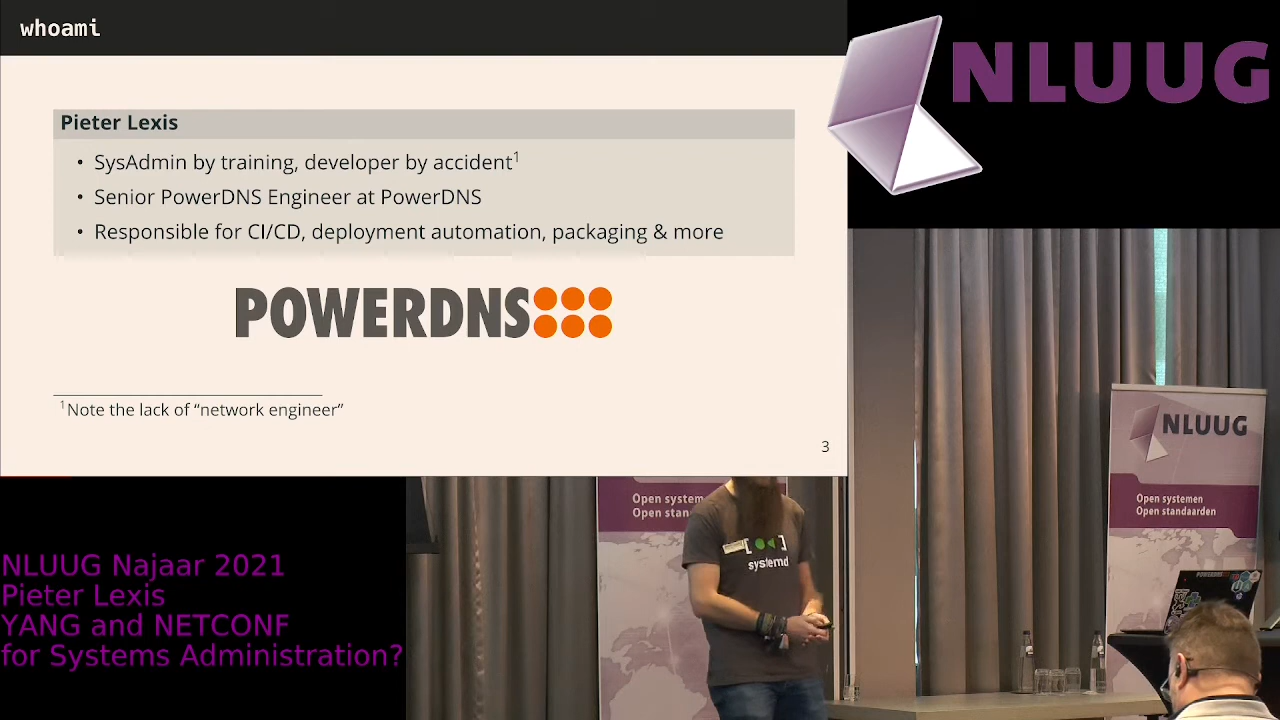 whoami
Pieter Lexis
• SysAdmin by training, developer by accident¹
• Senior PowerDNS Engineer at PowerDNS
• Responsible for CI/CD, deployment automation, packaging & more
POWERDNS
¹Note the lack of “network engineer”
3
NLUUG
NLUUG
Open systemen
Open standaarden
Open system
Open stan
[●◀]
systemd
POWERDNS
NLUUG Najaar 2021
Pieter Lexis
YANG and NETCONF
for Systems Administration?